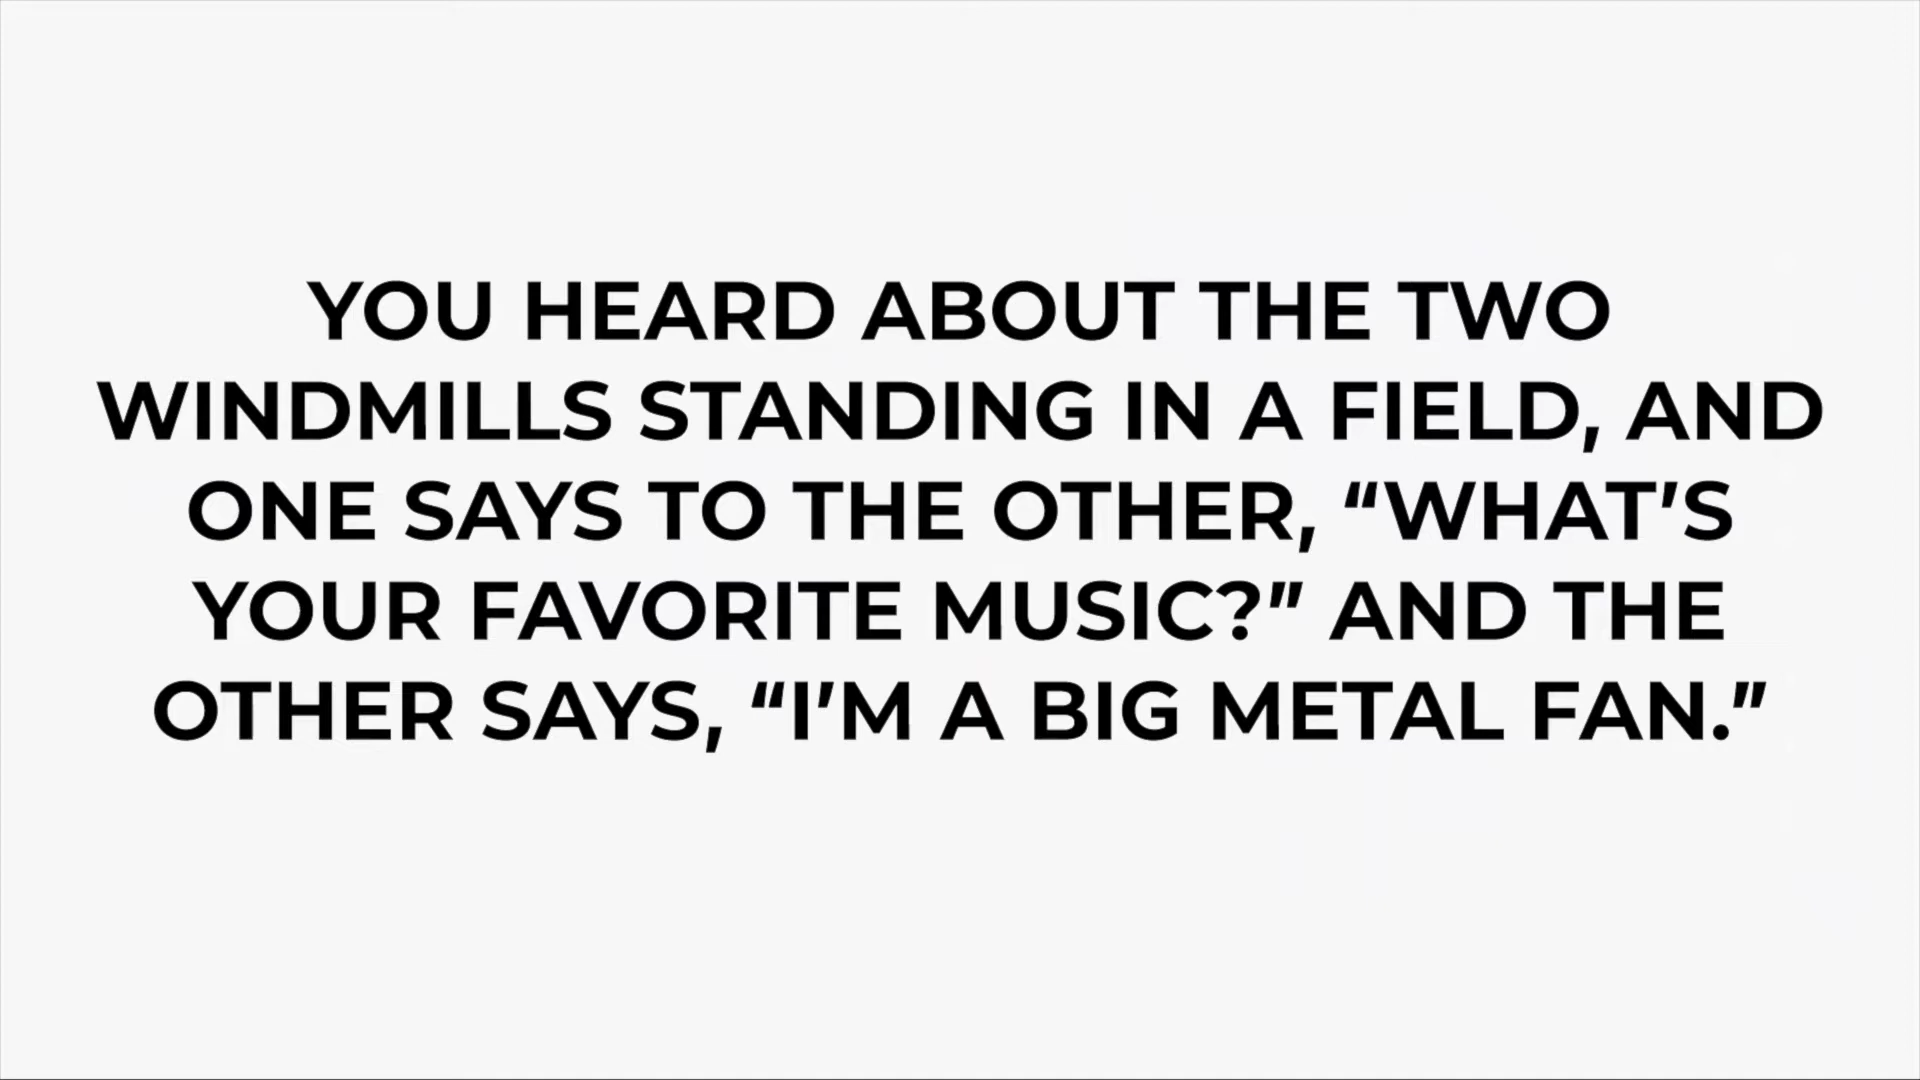 YOU HEARD ABOUT THE TWO
WINDMILLS STANDING IN A FIELD, AND
ONE SAYS TO THE OTHER, “WHAT’S
YOUR FAVORITE MUSIC?” AND THE
OTHER SAYS, “I’M A BIG METAL FAN.”